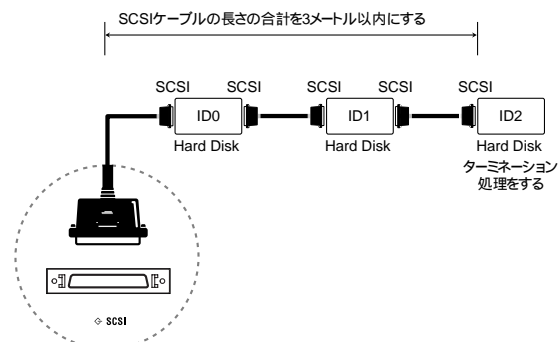 SCSIケーブルの長さの合計を3メートル以内にする
SCSI SCSI SCSI SCSI SCSI
ID0 ID1 ID2
Hard Disk Hard Disk Hard Disk
ターミネーション
処理をする
SCSI